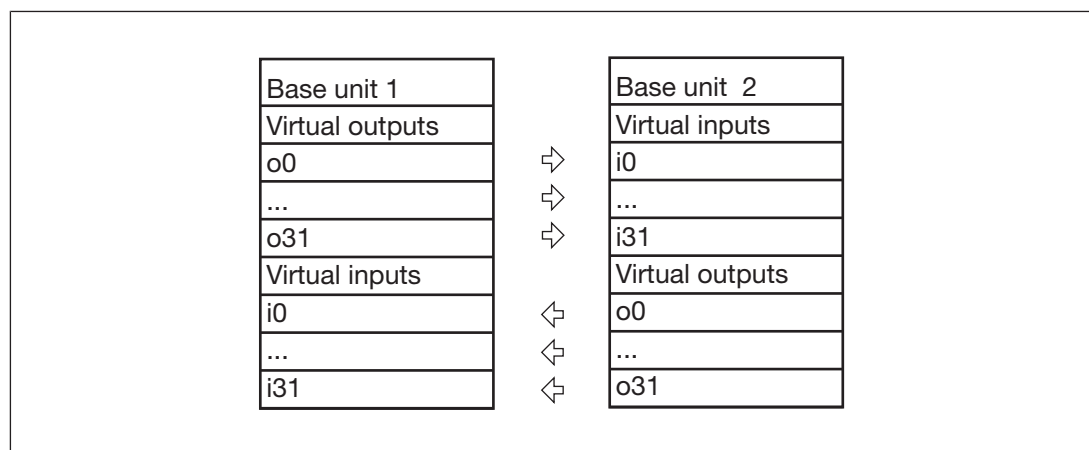 Base unit 1
Virtual outputs
o0
...
o31
Virtual inputs
i0
...
i31
Base unit 2
Virtual inputs
i0
...
i31
Virtual outputs
o0
...
o31